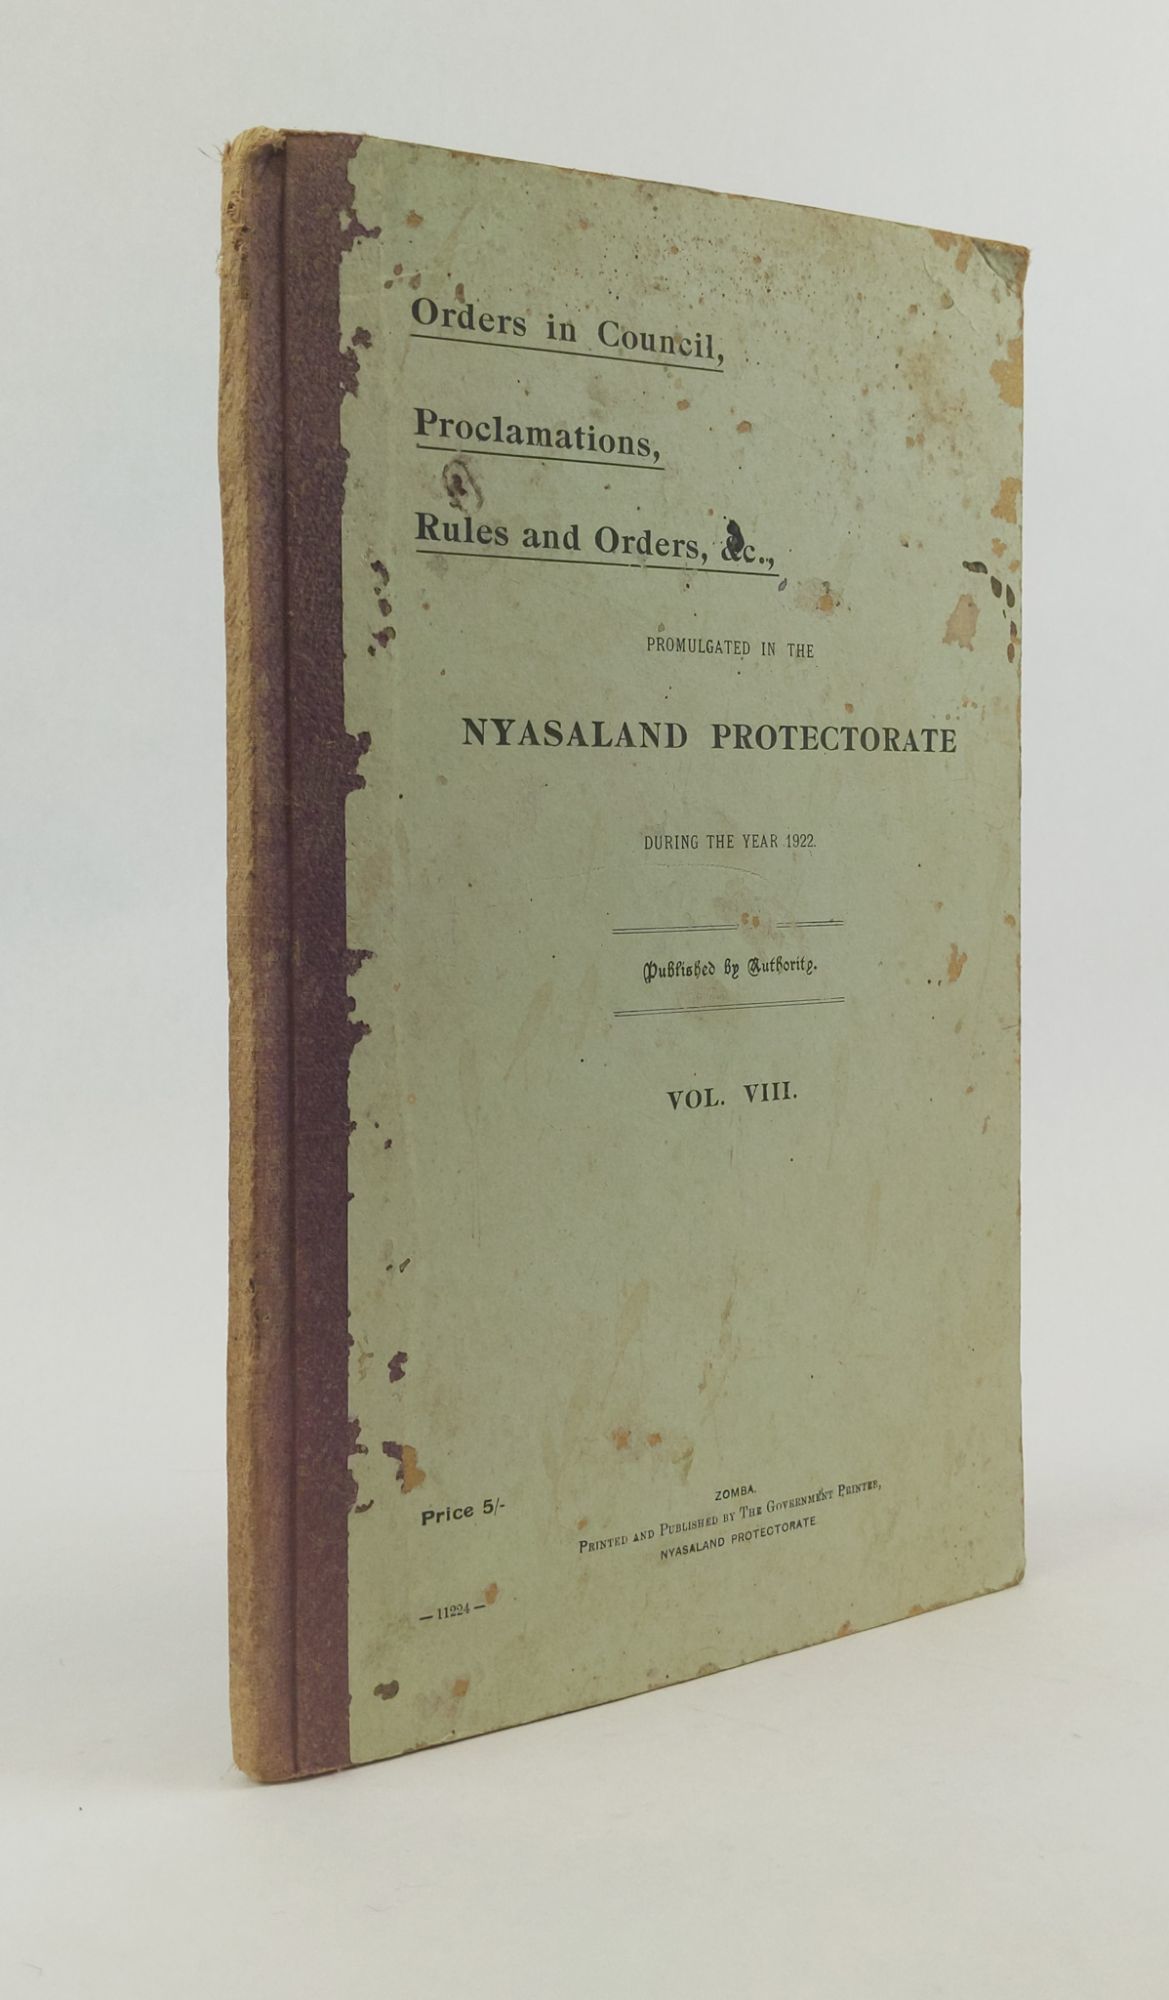 Orders in Council,
Proclamations,
Rules and Orders, &c.,
PROMULGATED IN THE
NYASALAND PROTECTORATE
DURING THE YEAR 1922.
Published by Authority.
VOL. VIII.
Price 5/-
ZOMBA.
PRINTED AND PUBLISHED BY THE GOVERNMENT PRINTER,
NYASALAND PROTECTORATE
— 11224 —